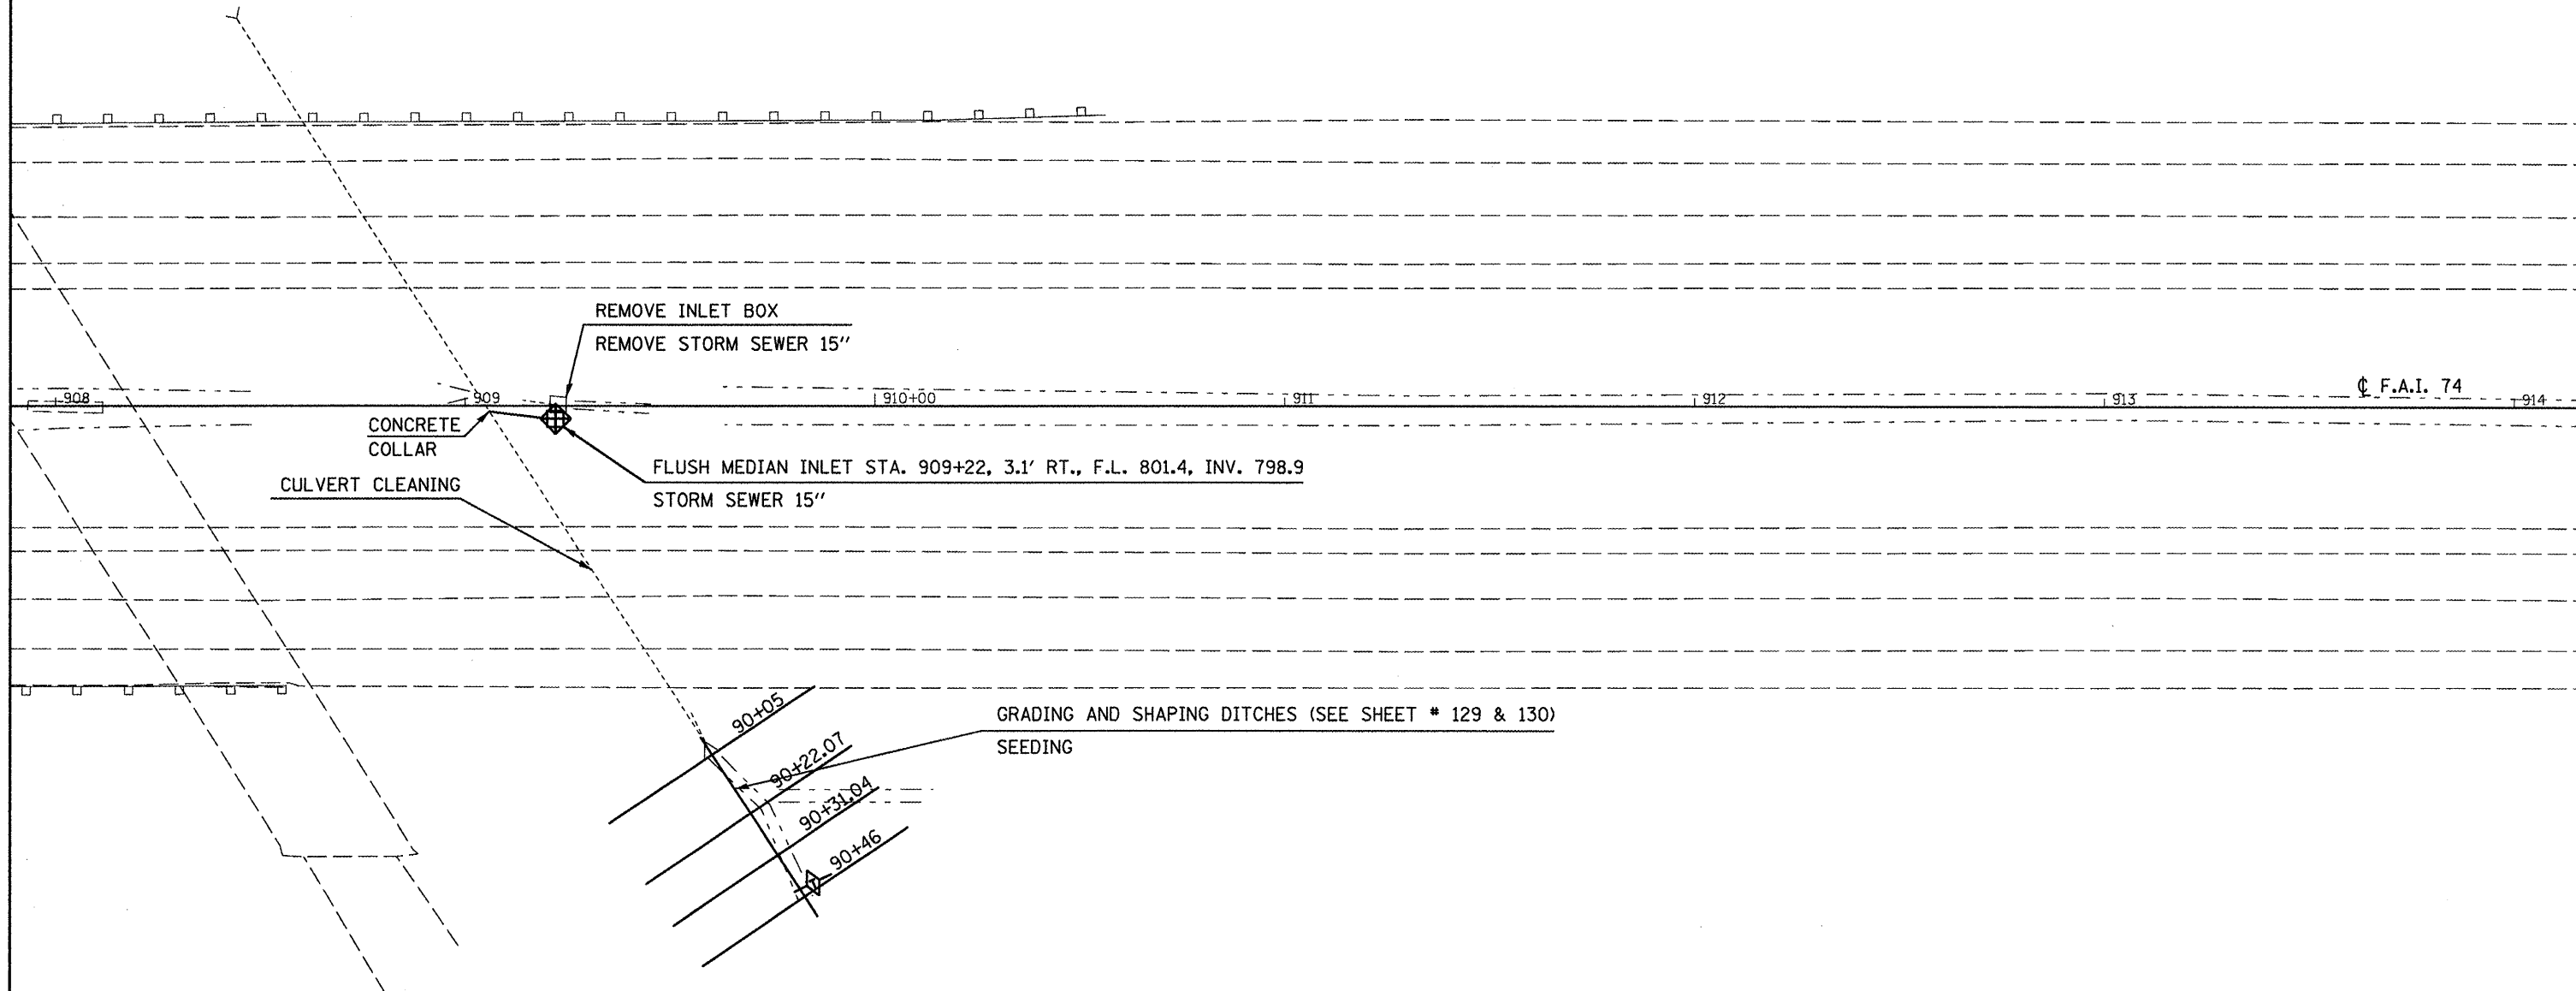 REMOVE INLET BOX
REMOVE STORM SEWER 15''
℄ F.A.I. 74
908
909
910+00
911
912
913
914
CONCRETE
COLLAR
FLUSH MEDIAN INLET STA. 909+22, 3.1' RT., F.L. 801.4, INV. 798.9
STORM SEWER 15''
CULVERT CLEANING
90+05
90+22.07
90+31.04
90+46
GRADING AND SHAPING DITCHES (SEE SHEET # 129 & 130)
SEEDING